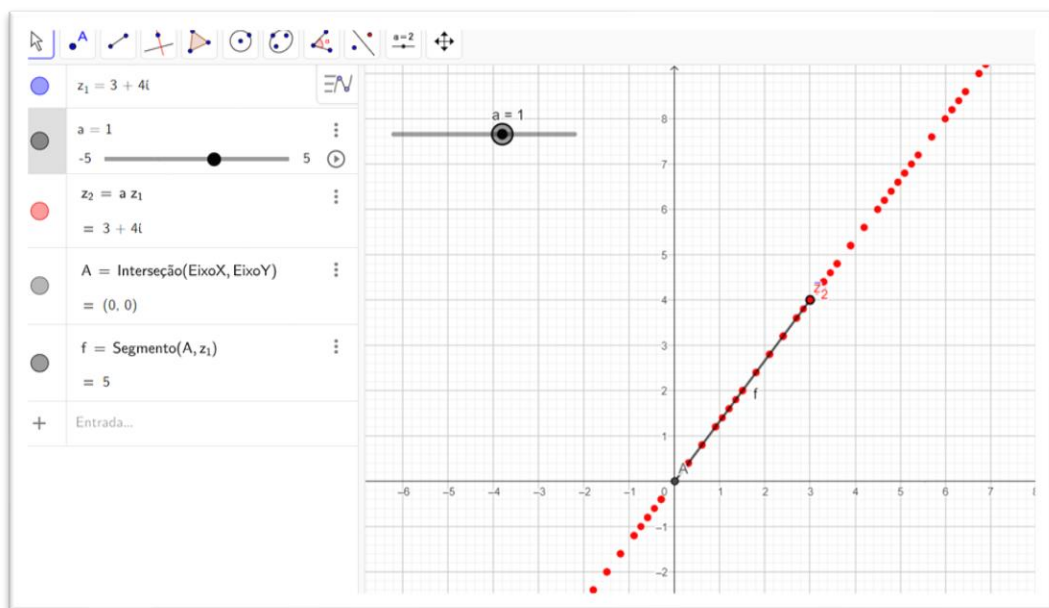 a=2
A
α
z₁ = 3 + 4i
a = 1
-5 5
z₂ = a z₁
= 3 + 4i
A = Interseção(EixoX, EixoY)
= (0, 0)
f = Segmento(A, z₁)
= 5
+ Entrada...
a = 1
8
7
6
5
4
z₂
3
2
f
1
A
−6 −5 −4 −3 −2 −1 0 1 2 3 4 5 6 7
−1
−2